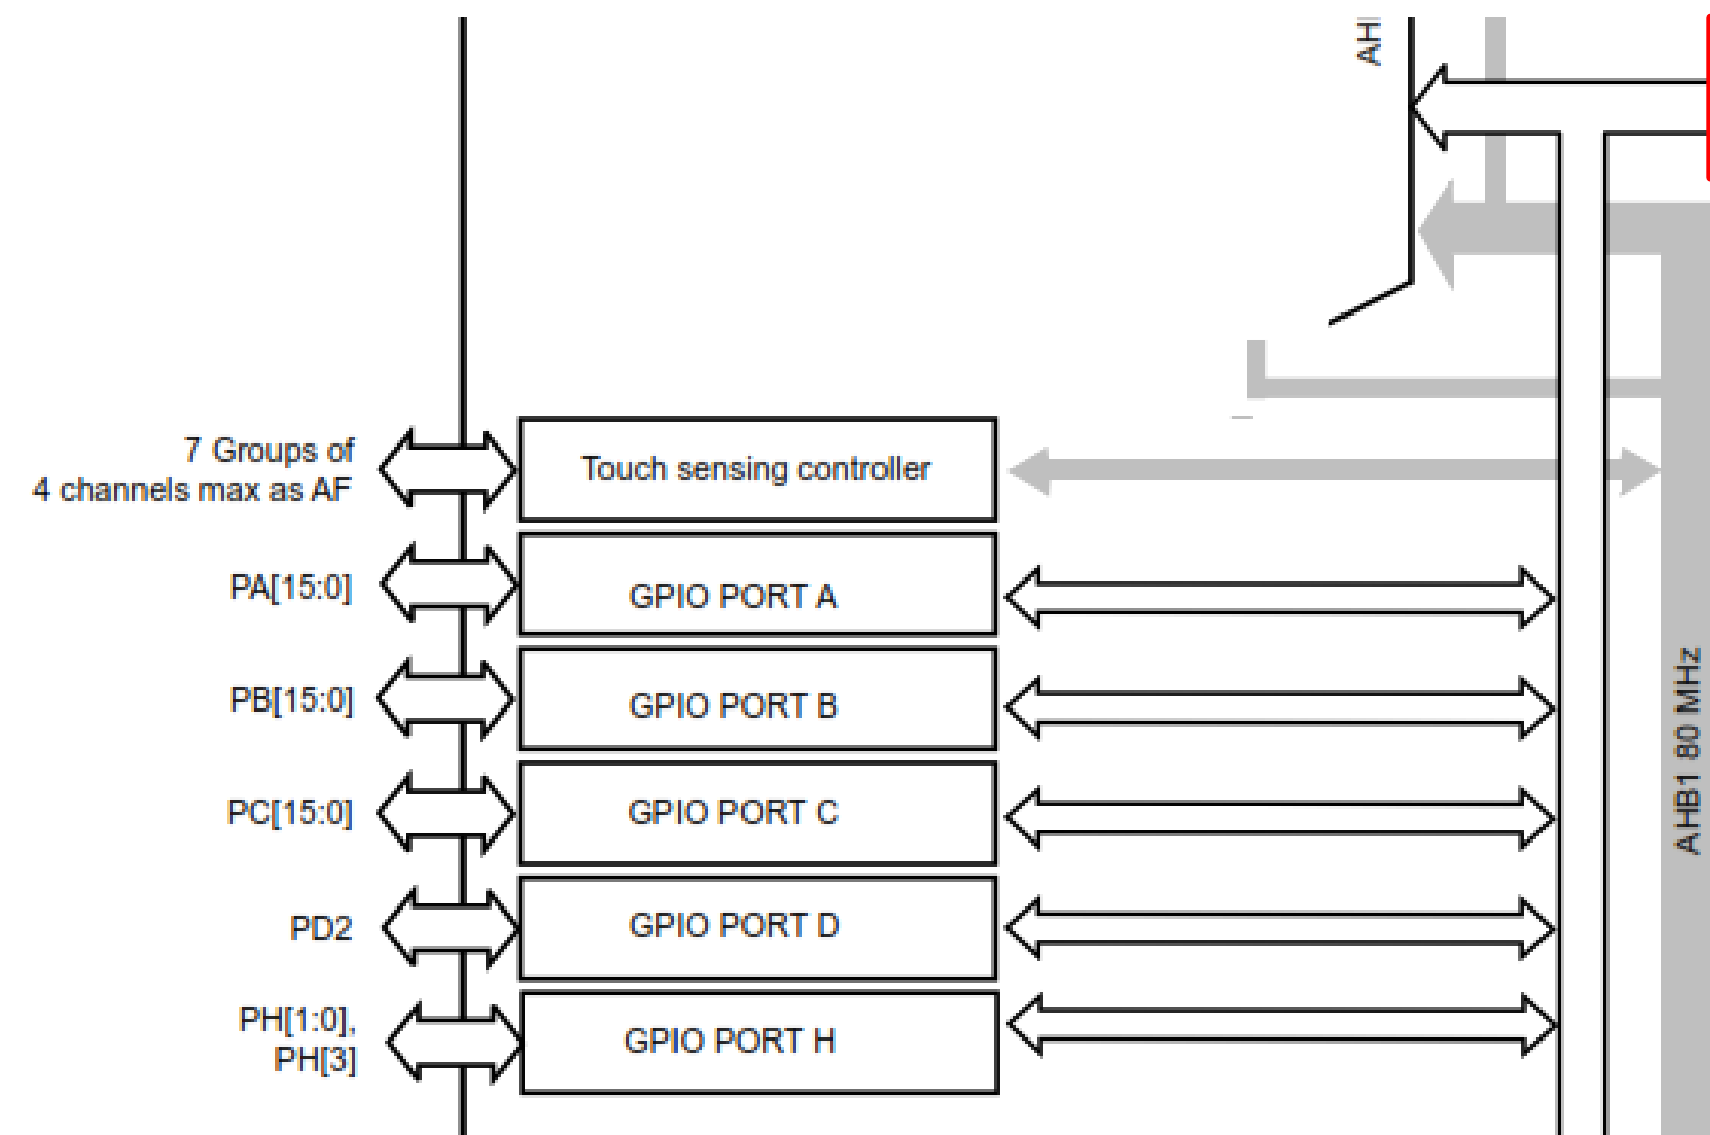 AH
7 Groups of
4 channels max as AF
Touch sensing controller
PA[15:0]
GPIO PORT A
PB[15:0]
GPIO PORT B
PC[15:0]
GPIO PORT C
PD2
GPIO PORT D
PH[1:0],
PH[3]
GPIO PORT H
AHB1 80 MHz